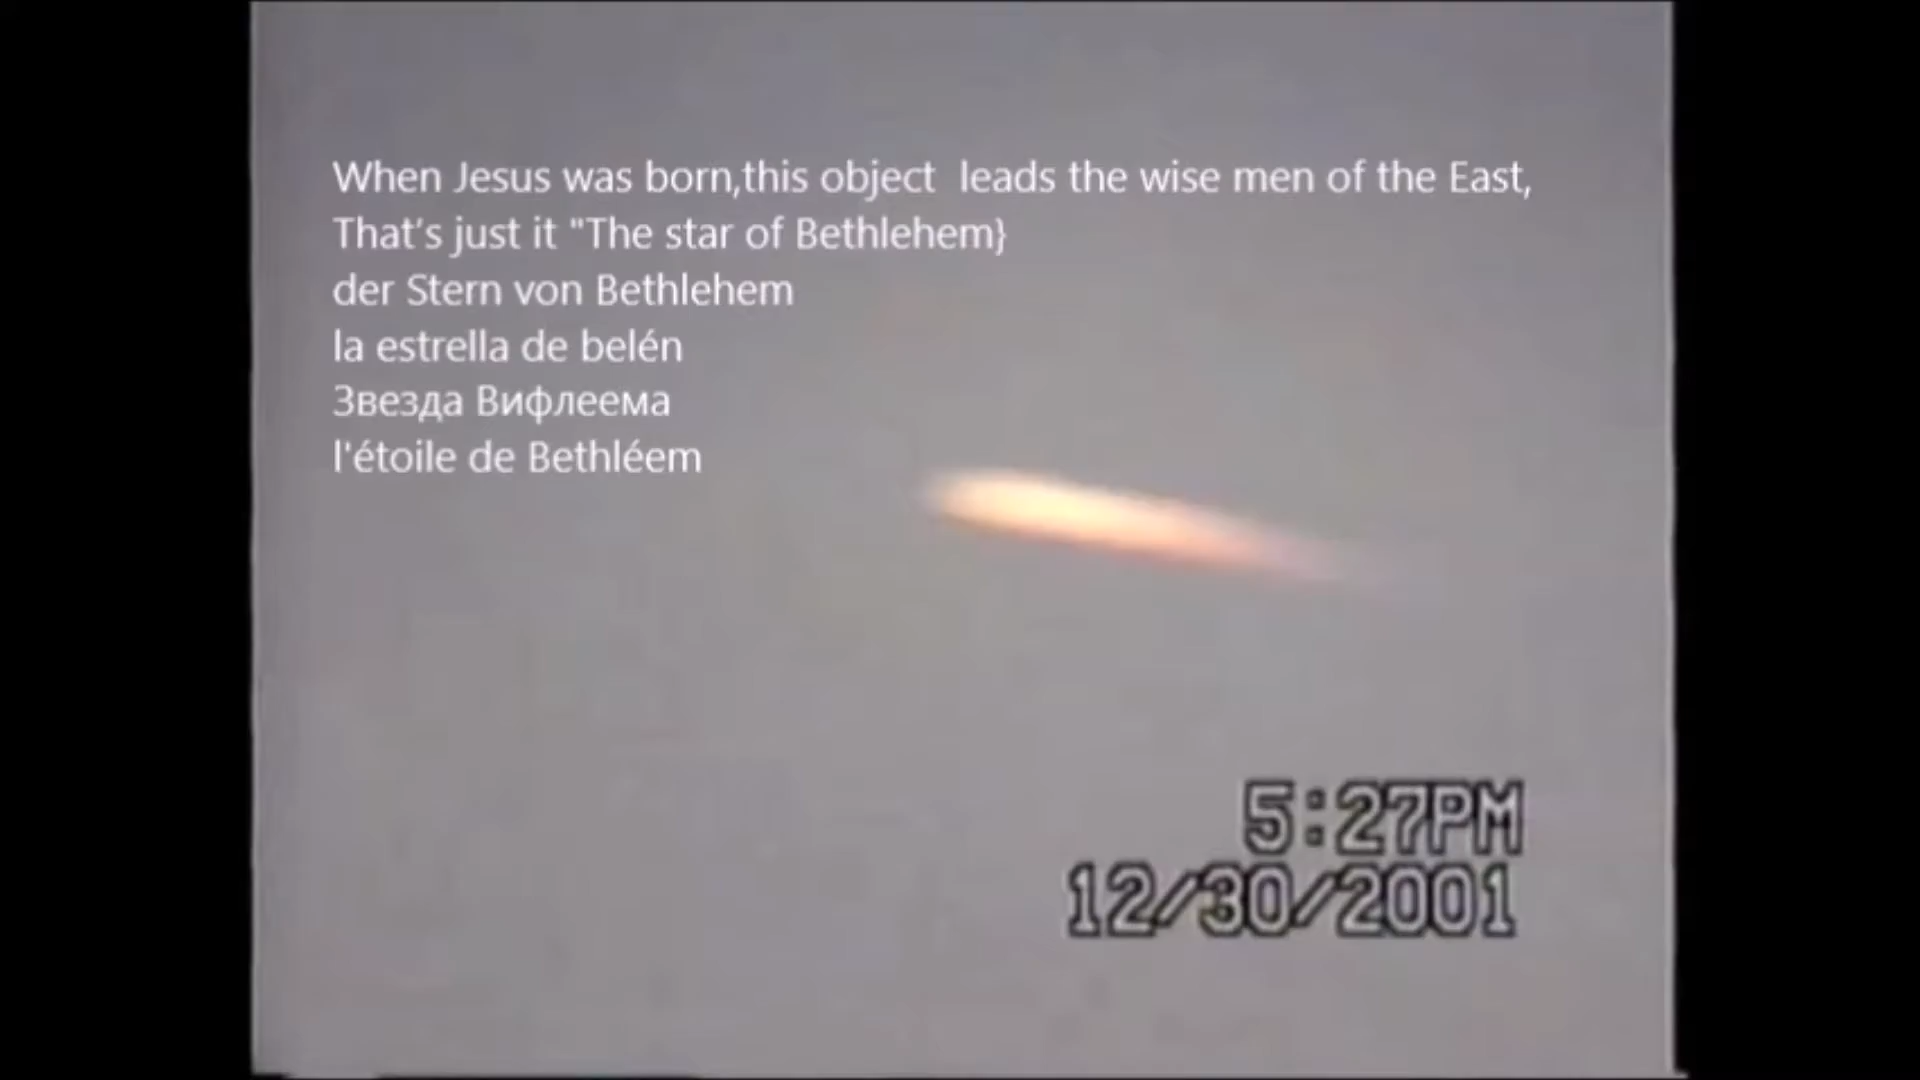 When Jesus was born,this object  leads the wise men of the East,
That's just it "The star of Bethlehem}
der Stern von Bethlehem
la estrella de belén
Звезда Вифлеема
l'étoile de Bethléem
5:27PM
12/30/2001